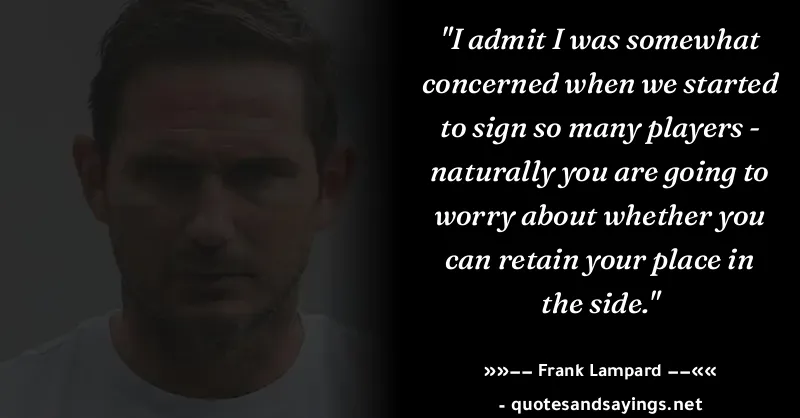 "I admit I was somewhat
concerned when we started
to sign so many players -
naturally you are going to
worry about whether you
can retain your place in
the side."
»»-- Frank Lampard --««
- quotesandsayings.net